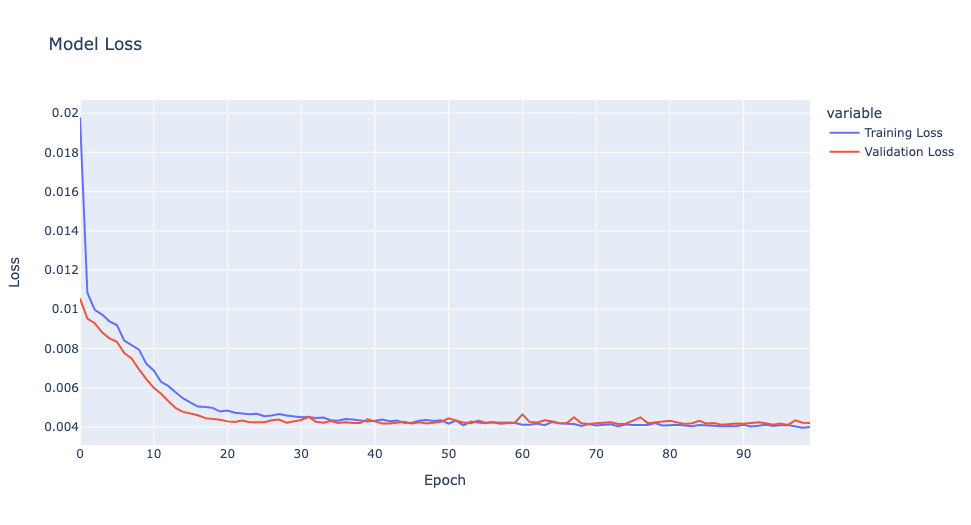 Model Loss
variable
Training Loss
Validation Loss
Loss
0.02
0.018
0.016
0.014
0.012
0.01
0.008
0.006
0.004
0 10 20 30 40 50 60 70 80 90
Epoch